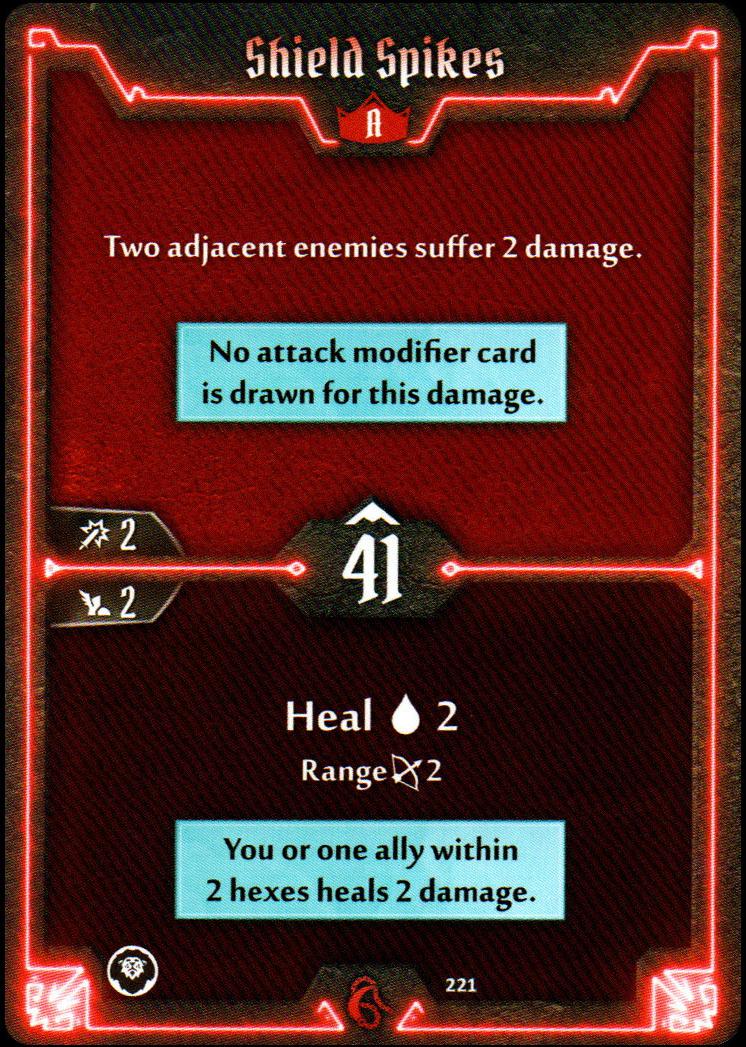 Shield Spikes
A
Two adjacent enemies suffer 2 damage.
No attack modifier card
is drawn for this damage.
2
41
2
Heal 2
Range 2
You or one ally within
2 hexes heals 2 damage.
221